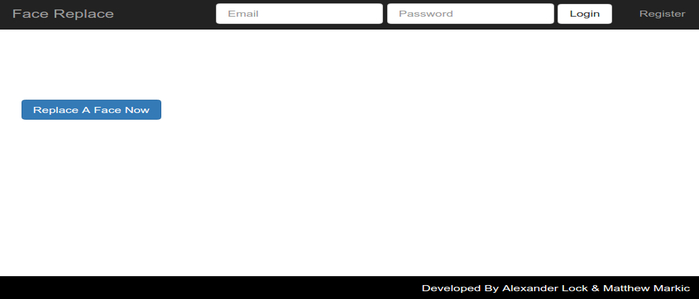 Face Replace Email Password Login Register
Replace A Face Now
Developed By Alexander Lock & Matthew Markic